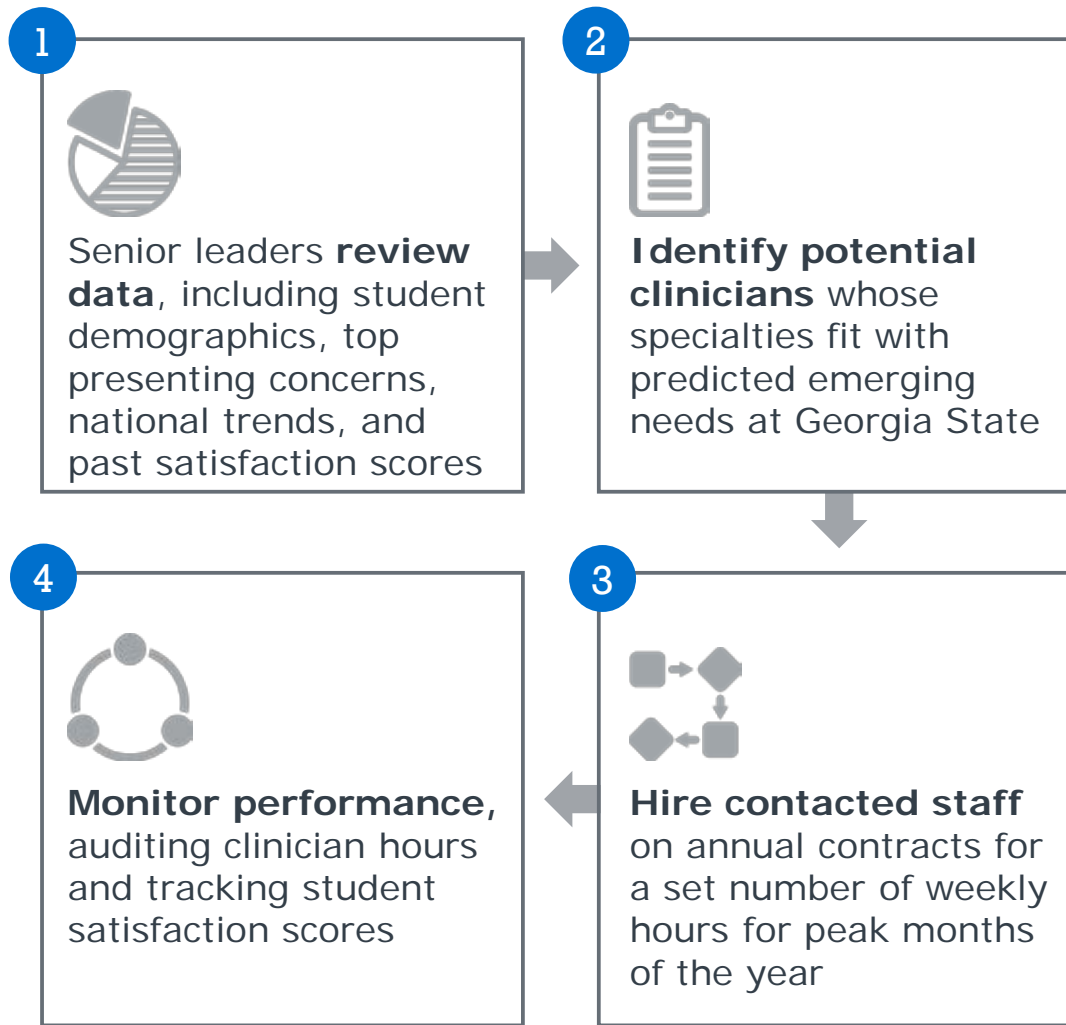 1
Senior leaders review
data, including student
demographics, top
presenting concerns,
national trends, and
past satisfaction scores
2
Identify potential
clinicians whose
specialties fit with
predicted emerging
needs at Georgia State
3
Hire contacted staff
on annual contracts for
a set number of weekly
hours for peak months
of the year
4
Monitor performance,
auditing clinician hours
and tracking student
satisfaction scores